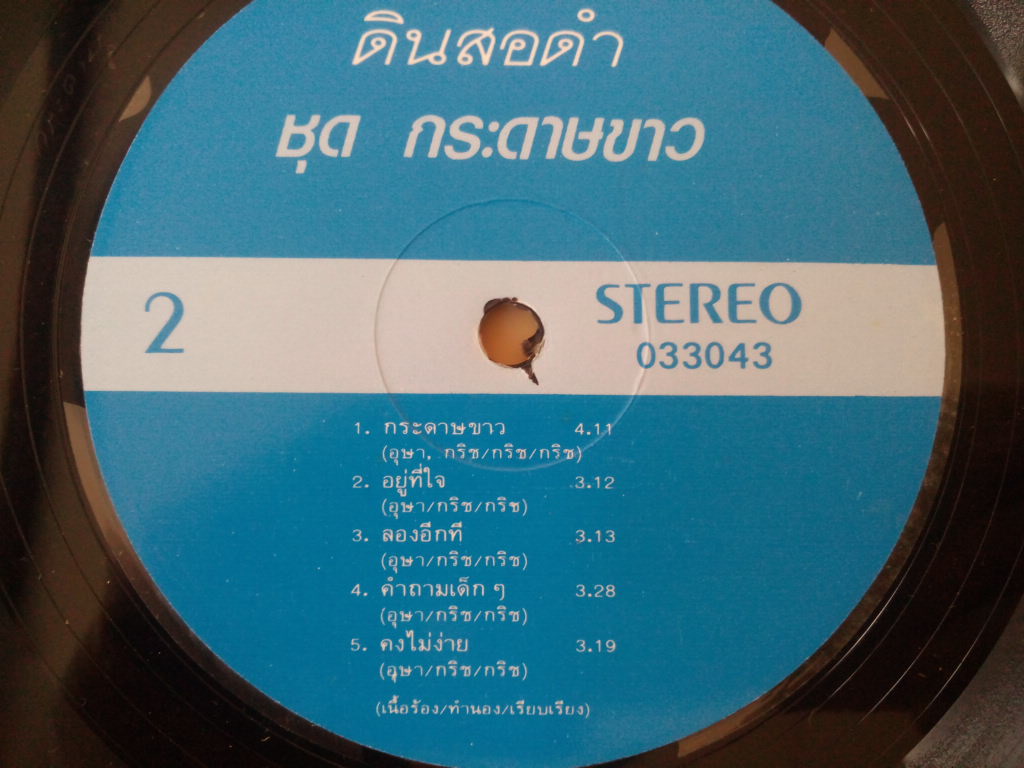 ดินสอดำ
ชุด กระดาษขาว
2
STEREO
033043
1. กระดาษขาว 4.11
(อุษา, กริช/กริช/กริช)
2. อยู่ที่ใจ 3.12
(อุษา/กริช/กริช)
3. ลองอีกที 3.13
(อุษา/กริช/กริช)
4. คำถามเด็ก ๆ 3.28
(อุษา/กริช/กริช)
5. คงไม่ง่าย 3.19
(อุษา/กริช/กริช)
(เนื้อร้อง/ทำนอง/เรียบเรียง)